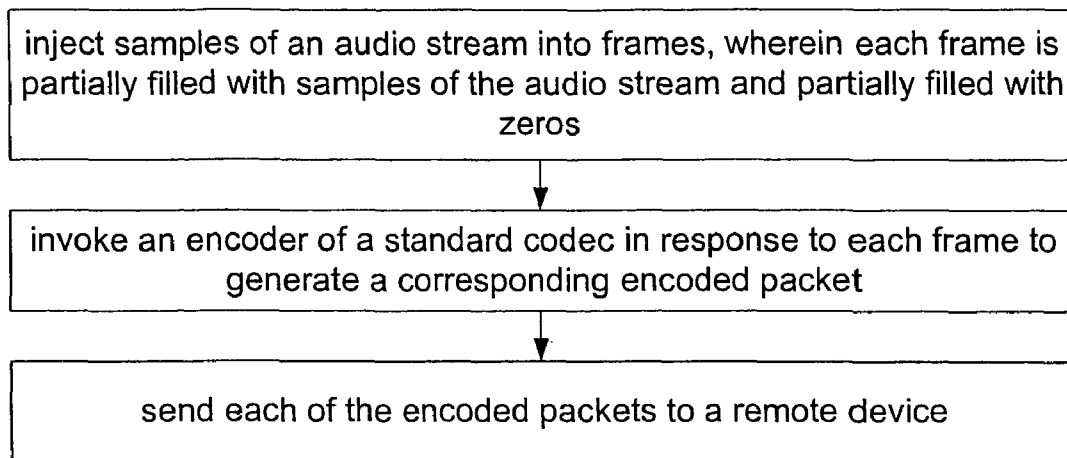 inject samples of an audio stream into frames, wherein each frame is
partially filled with samples of the audio stream and partially filled with
zeros
invoke an encoder of a standard codec in response to each frame to
generate a corresponding encoded packet
send each of the encoded packets to a remote device